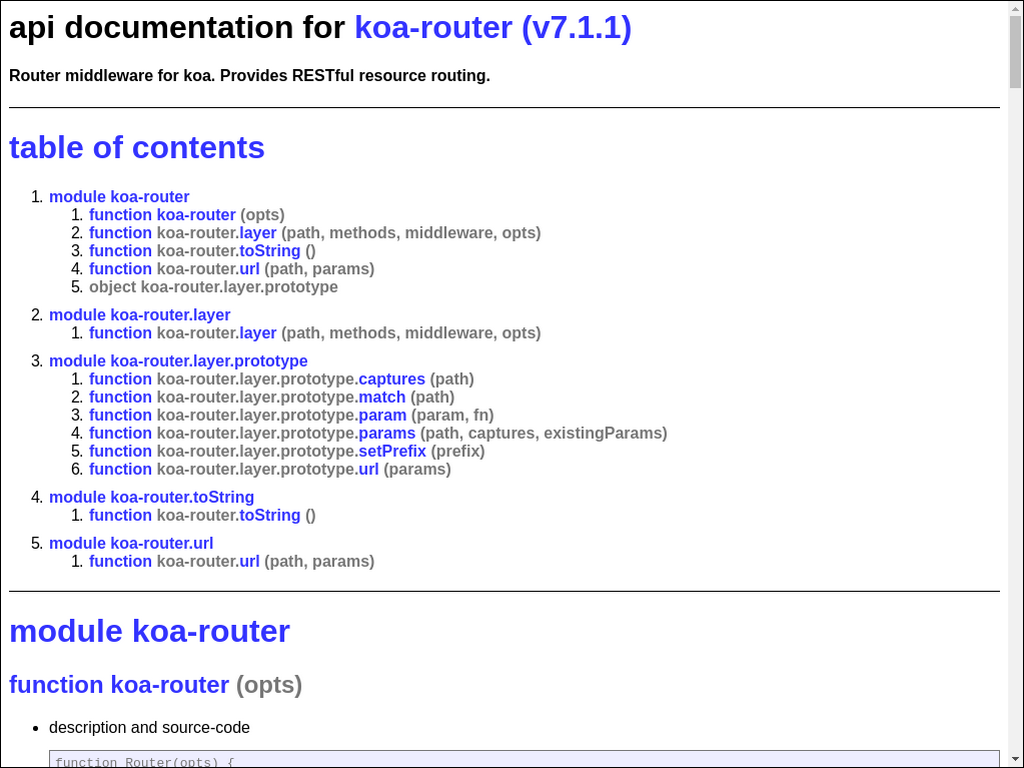 api documentation for koa-router (v7.1.1)
Router middleware for koa. Provides RESTful resource routing.
table of contents
1. module koa-router
1. function koa-router (opts)
2. function koa-router.layer (path, methods, middleware, opts)
3. function koa-router.toString ()
4. function koa-router.url (path, params)
5. object koa-router.layer.prototype
2. module koa-router.layer
1. function koa-router.layer (path, methods, middleware, opts)
3. module koa-router.layer.prototype
1. function koa-router.layer.prototype.captures (path)
2. function koa-router.layer.prototype.match (path)
3. function koa-router.layer.prototype.param (param, fn)
4. function koa-router.layer.prototype.params (path, captures, existingParams)
5. function koa-router.layer.prototype.setPrefix (prefix)
6. function koa-router.layer.prototype.url (params)
4. module koa-router.toString
1. function koa-router.toString ()
5. module koa-router.url
1. function koa-router.url (path, params)
module koa-router
function koa-router (opts)
• description and source-code
function Router(opts) {